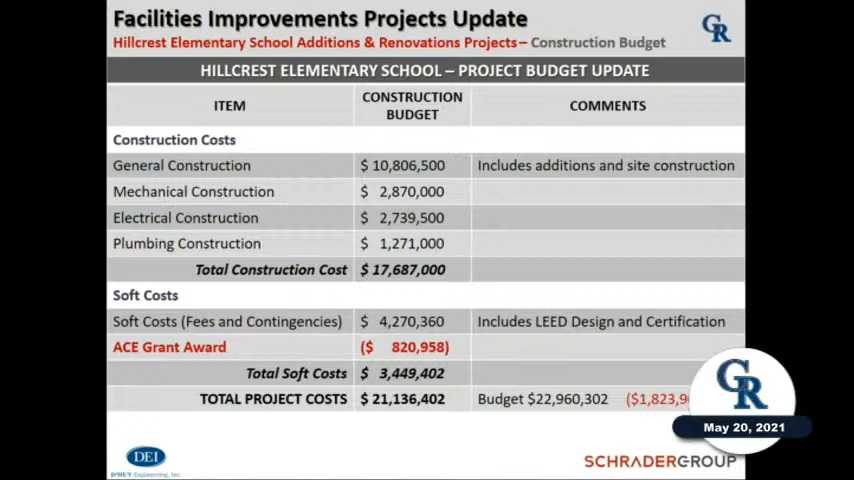 Facilities Improvements Projects Update
Hillcrest Elementary School Additions & Renovations Projects – Construction Budget
GR
HILLCREST ELEMENTARY SCHOOL – PROJECT BUDGET UPDATE
ITEM CONSTRUCTION BUDGET COMMENTS
Construction Costs
General Construction $ 10,806,500 Includes additions and site construction
Mechanical Construction $ 2,870,000
Electrical Construction $ 2,739,500
Plumbing Construction $ 1,271,000
Total Construction Cost $ 17,687,000
Soft Costs
Soft Costs (Fees and Contingencies) $ 4,270,360 Includes LEED Design and Certification
ACE Grant Award ($ 820,958)
Total Soft Costs $ 3,449,402
TOTAL PROJECT COSTS $ 21,136,402 Budget $22,960,302 ($1,823,9
GR
May 20, 2021
DEI
Engineering, Inc.
SCHRADERGROUP